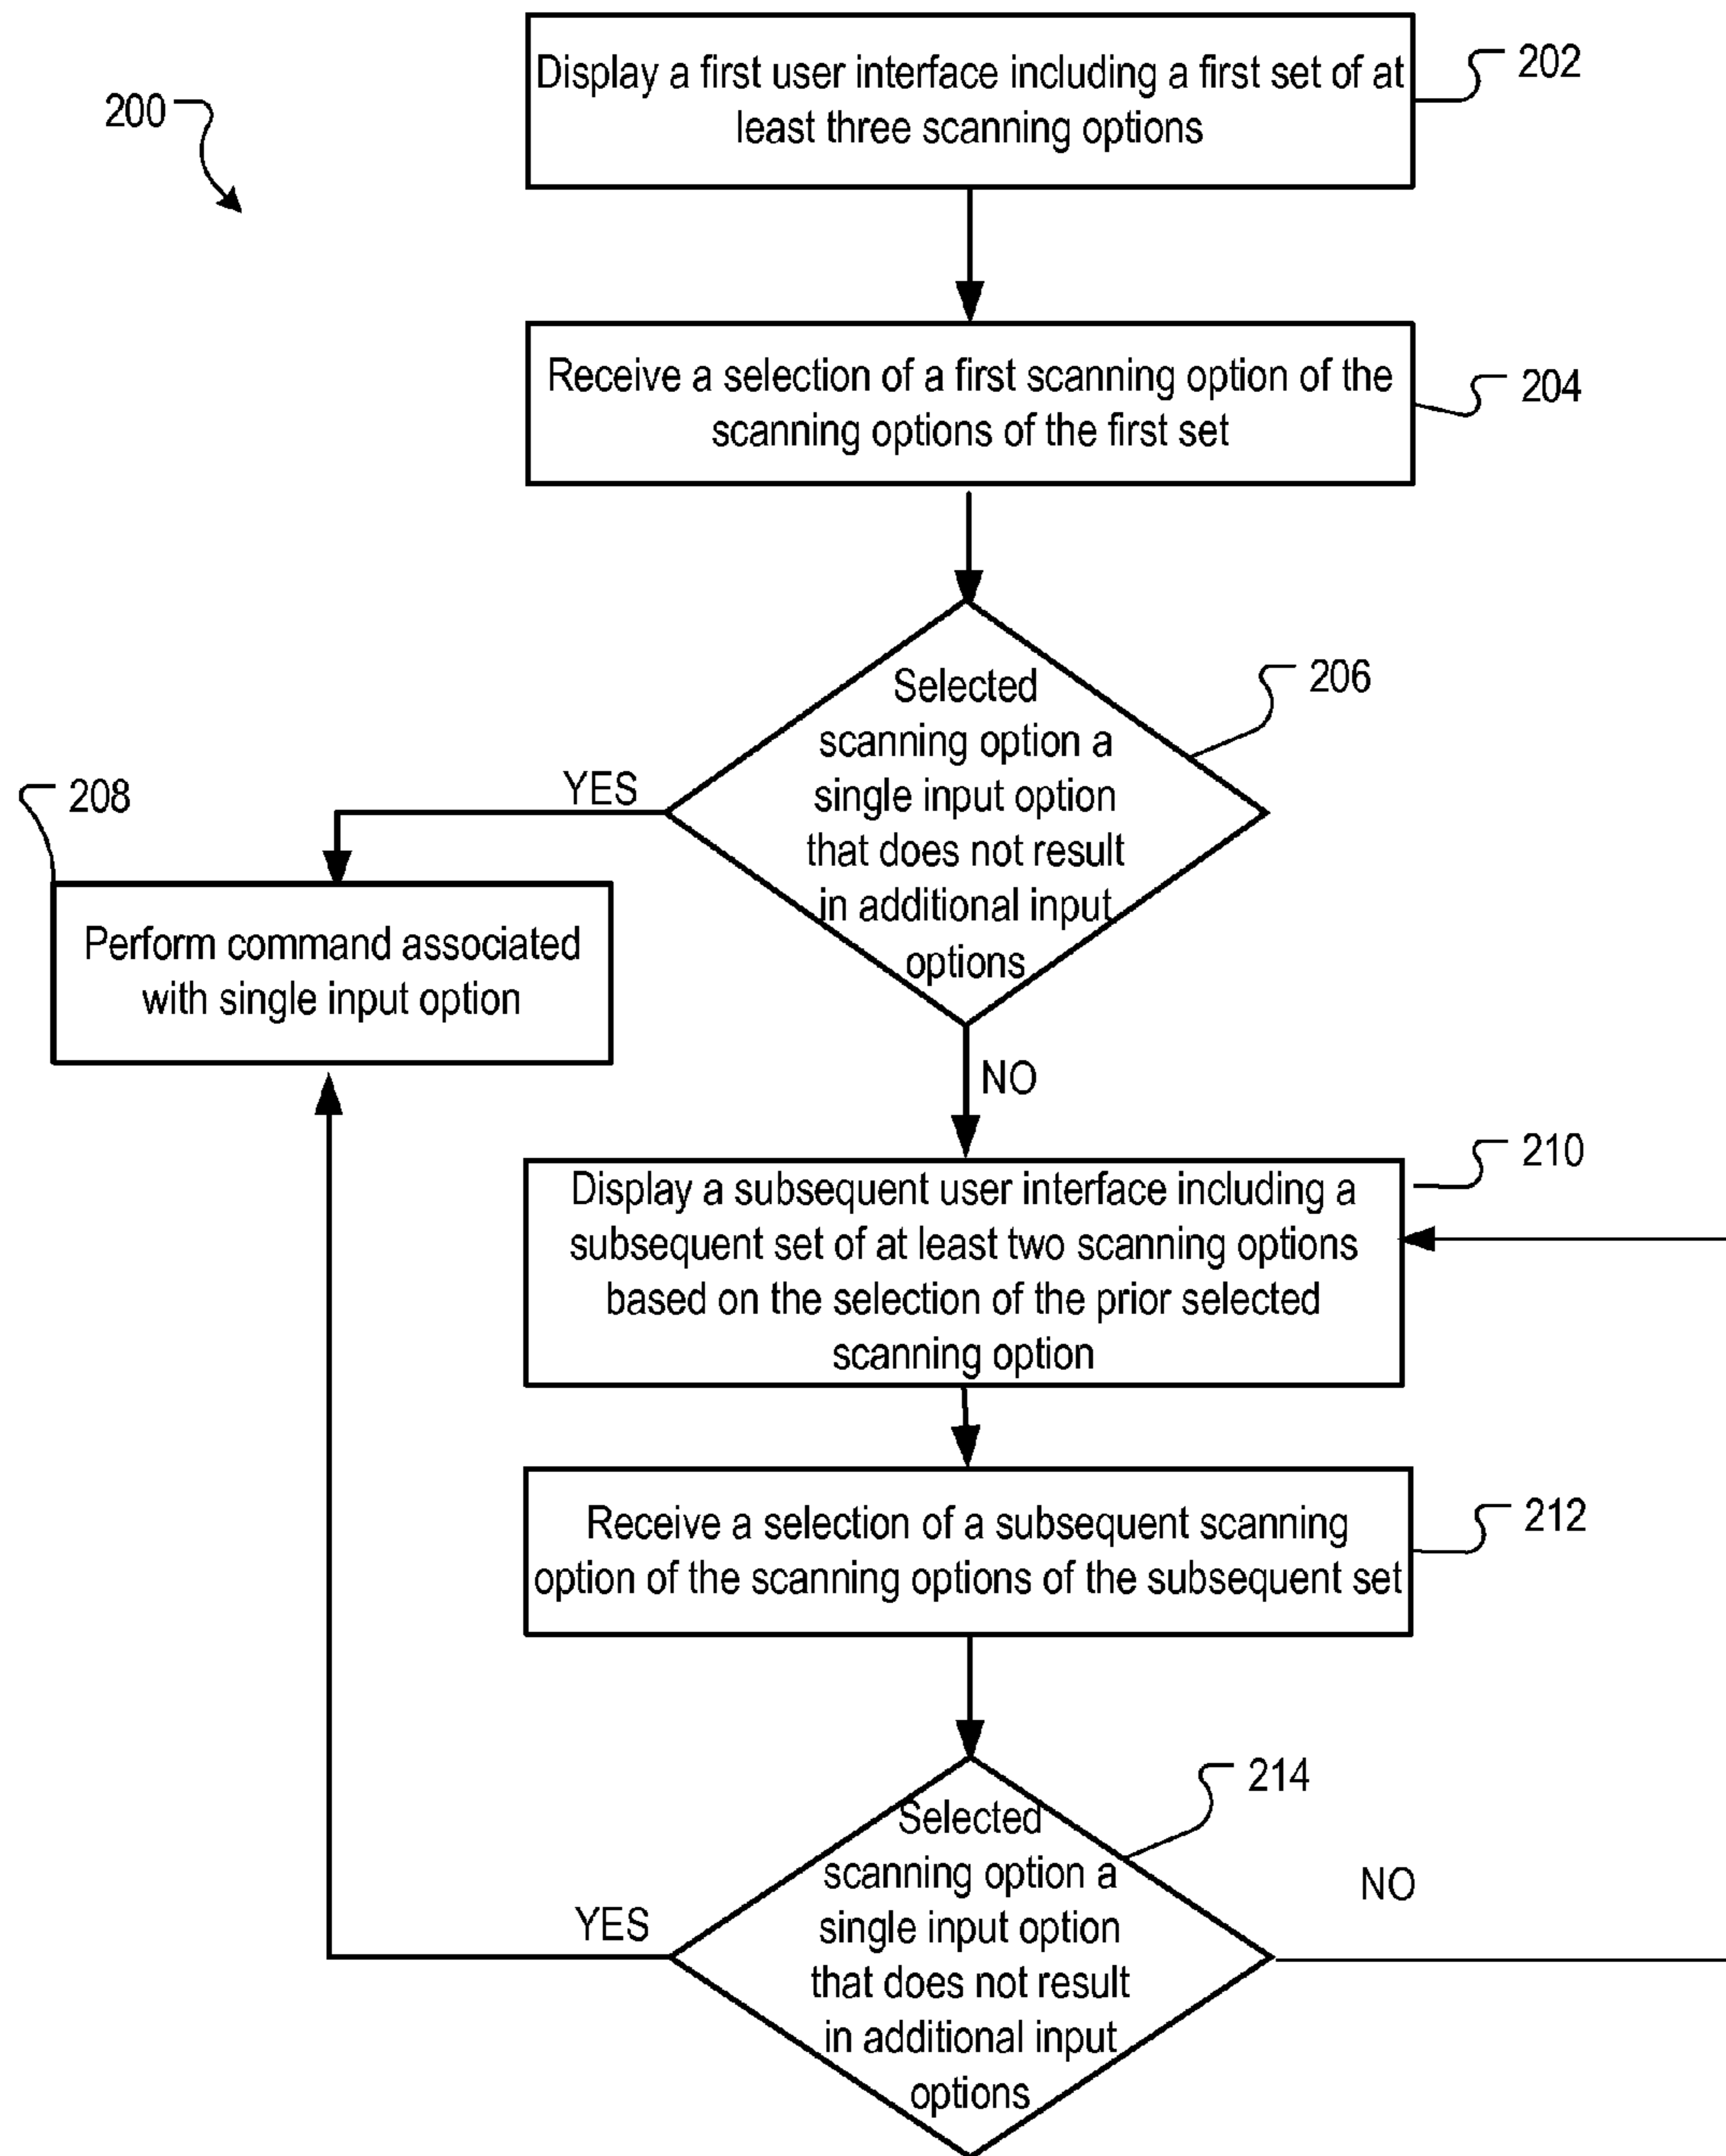 Display a first user interface including a first set of at
least three scanning options
202
200
Receive a selection of a first scanning option of the
scanning options of the first set
204
Selected
scanning option a
single input option
that does not result
in additional input
options
206
YES
208
Perform command associated
with single input option
NO
210
Display a subsequent user interface including a
subsequent set of at least two scanning options
based on the selection of the prior selected
scanning option
Receive a selection of a subsequent scanning
option of the scanning options of the subsequent set
212
214
Selected
scanning option a
single input option
that does not result
in additional input
options
YES
NO